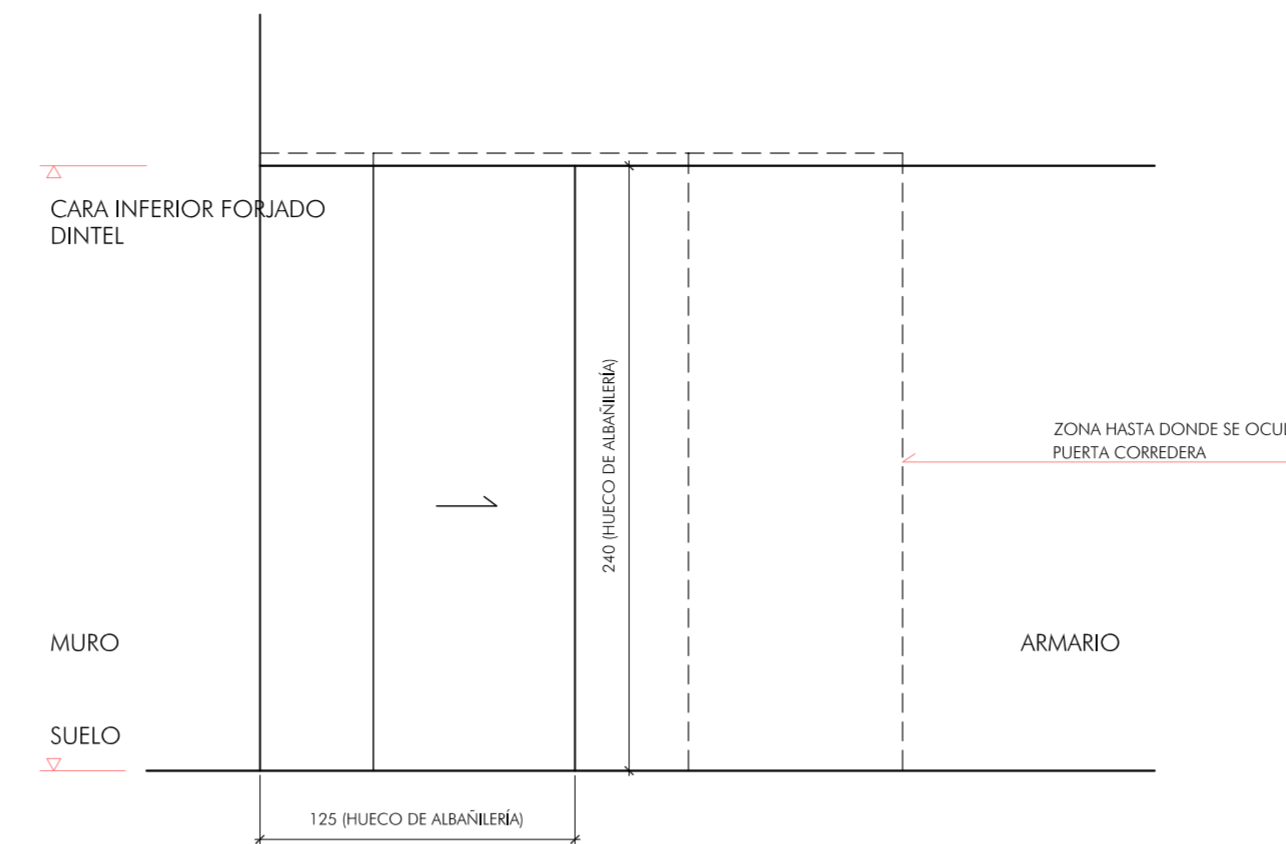 CARA INFERIOR FORJADO
DINTEL
240 (HUECO DE ALBAÑILERÍA)
ZONA HASTA DONDE SE
PUERTA CORREDERA
MURO
ARMARIO
SUELO
125 (HUECO DE ALBAÑILERÍA)